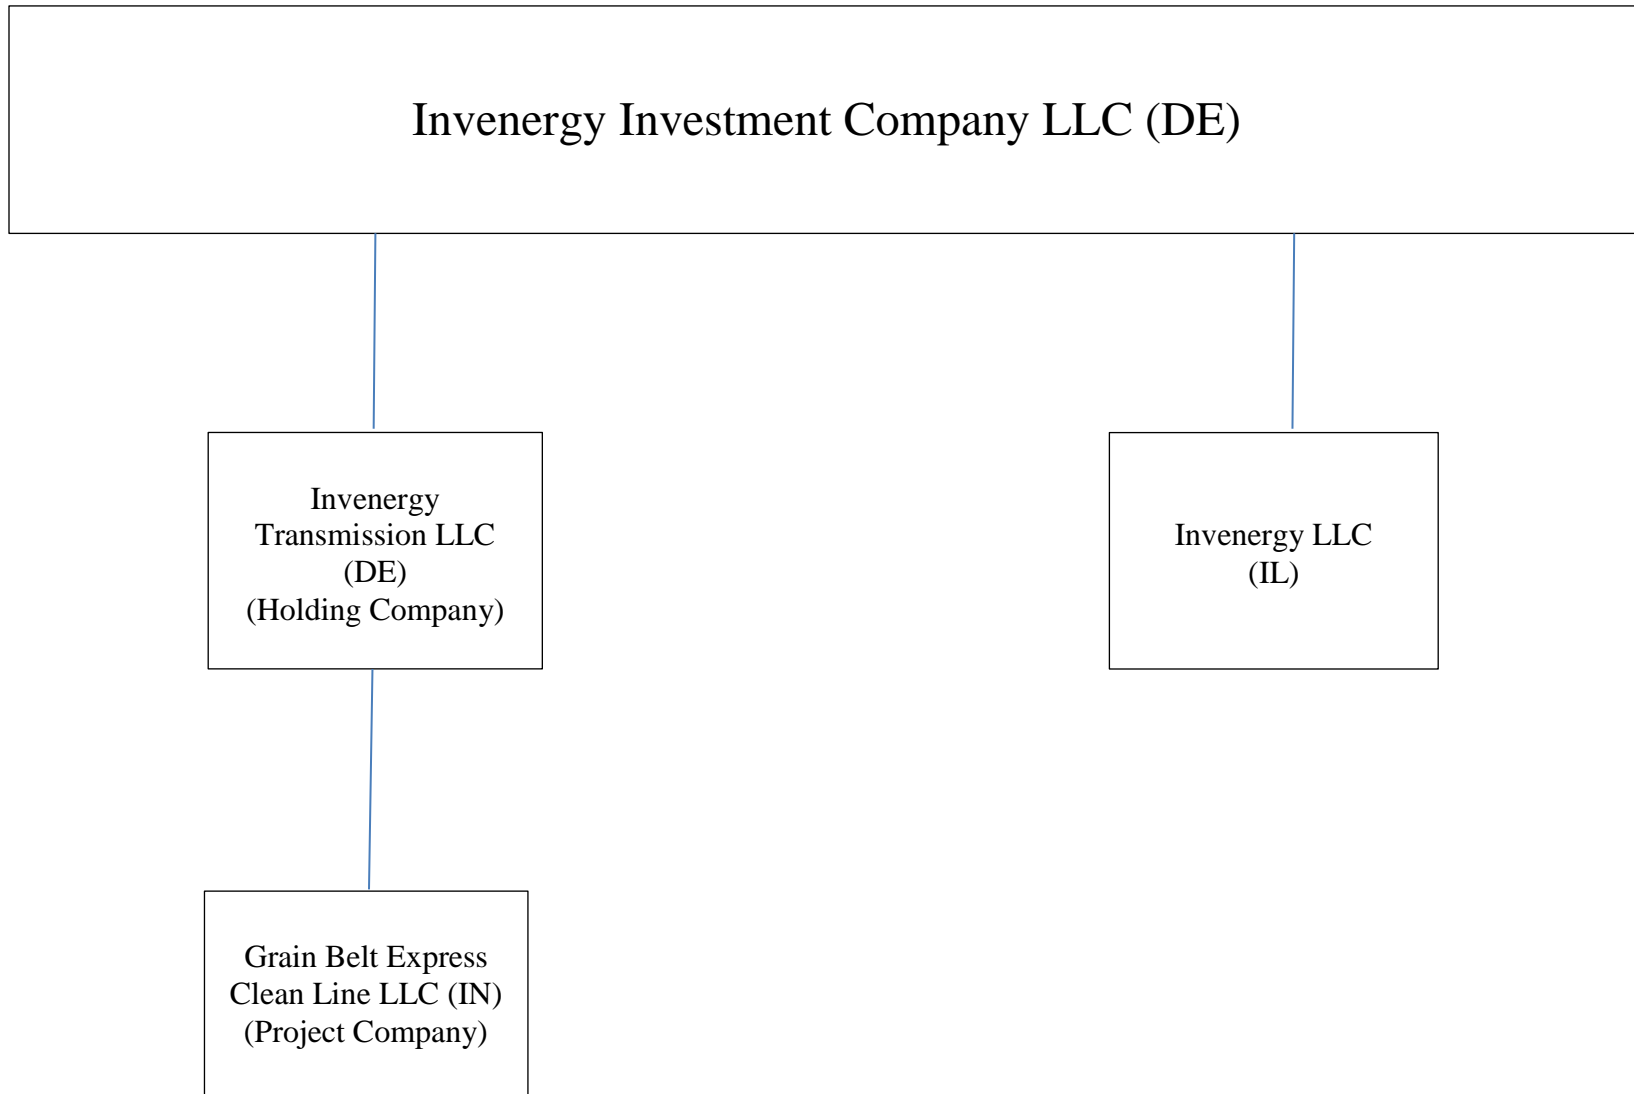 Invenergy Investment Company LLC (DE)
Invenergy
Transmission LLC
(DE)
(Holding Company)
Invenergy LLC
(IL)
Grain Belt Express
Clean Line LLC (IN)
(Project Company)